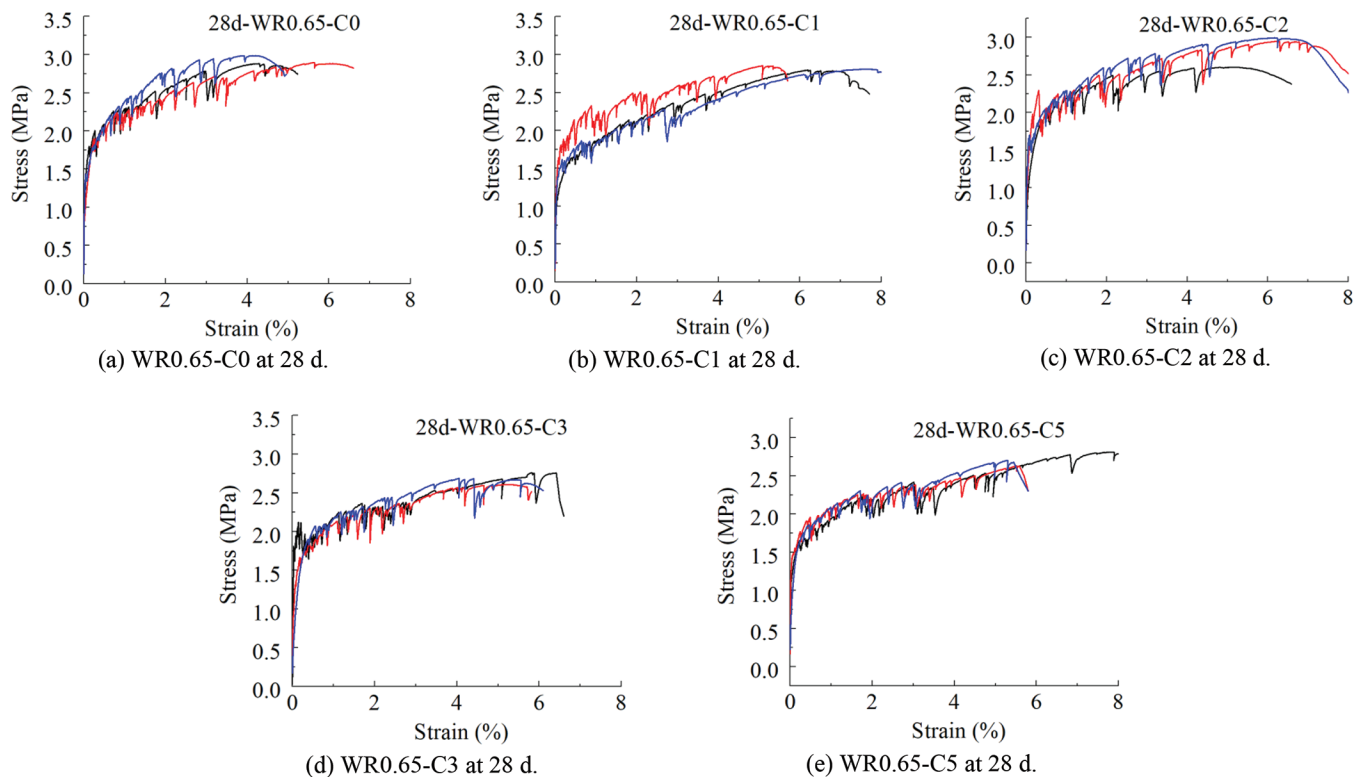 28d-WR0.65-C0
3.5
3.0
2.5
2.0
1.5
1.0
0.5
0.0
Stress (MPa)
0 2 4 6 8
Strain (%)
(a) WR0.65-C0 at 28 d.
28d-WR0.65-C1
3.5
3.0
2.5
2.0
1.5
1.0
0.5
0.0
Stress (MPa)
0 2 4 6 8
Strain (%)
(b) WR0.65-C1 at 28 d.
28d-WR0.65-C2
3.0
2.5
2.0
1.5
1.0
0.5
0.0
Stress (MPa)
0 2 4 6 8
Strain (%)
(c) WR0.65-C2 at 28 d.
28d-WR0.65-C3
3.5
3.0
2.5
2.0
1.5
1.0
0.5
0.0
Stress (MPa)
0 2 4 6 8
Strain (%)
(d) WR0.65-C3 at 28 d.
28d-WR0.65-C5
3.0
2.5
2.0
1.5
1.0
0.5
0.0
Stress (MPa)
0 2 4 6 8
Strain (%)
(e) WR0.65-C5 at 28 d.